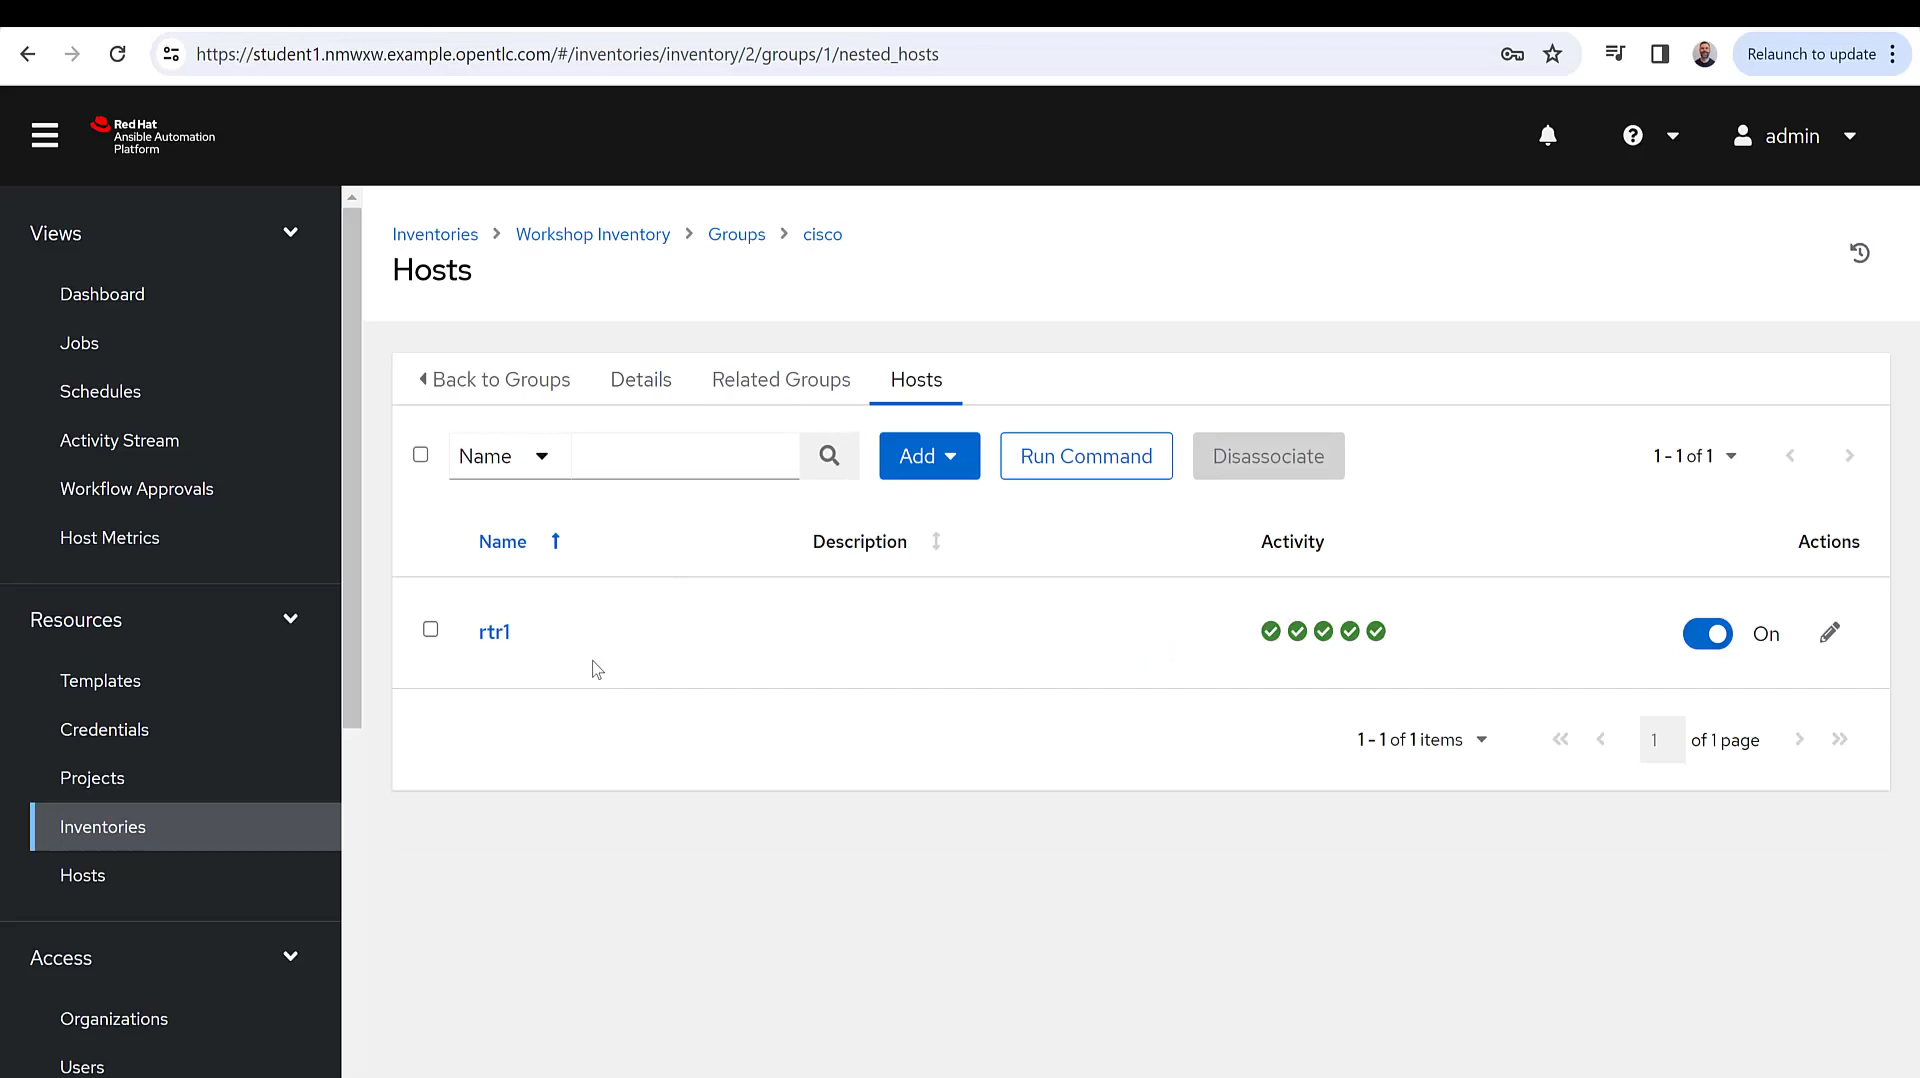 https://student1.nmwxw.example.opentlc.com/#/inventories/inventory/2/groups/1/nested_hosts
Relaunch to update
Red Hat
Ansible Automation
Platform
admin
Views
Dashboard
Jobs
Schedules
Activity Stream
Workflow Approvals
Host Metrics
Resources
Templates
Credentials
Projects
Inventories
Hosts
Access
Organizations
Users
Inventories > Workshop Inventory > Groups > cisco
Hosts
Back to Groups Details Related Groups Hosts
Name Add Run Command Disassociate 1 - 1 of 1
Name Description Activity Actions
rtr1 On
1 - 1 of 1 items 1 of 1 page